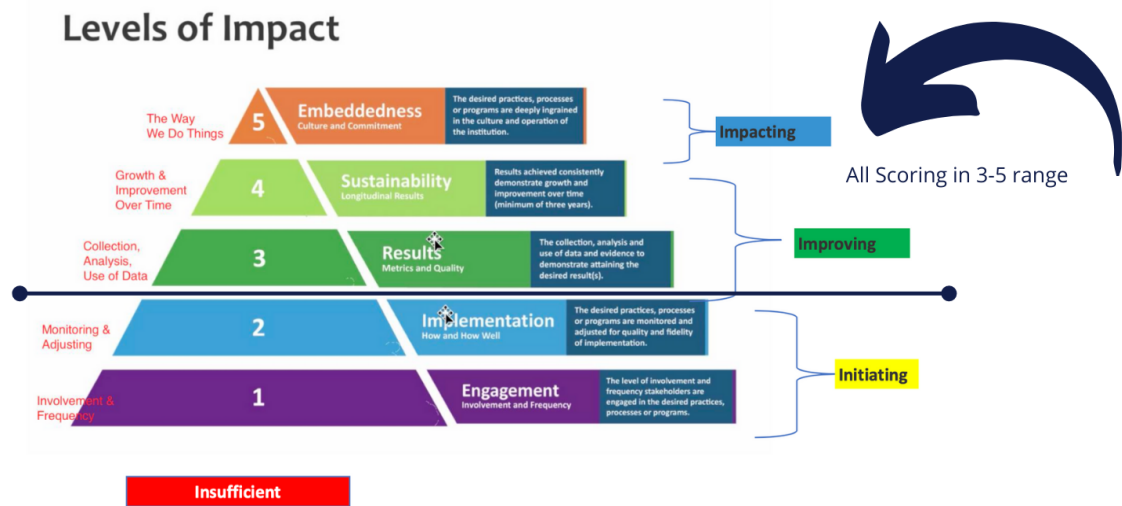 Levels of Impact
The Way
We Do Things
5
Embeddedness
Culture and Commitment
The desired practices, processes
or programs are deeply ingrained
in the culture and operation of
the institution.
Impacting
All Scoring in 3-5 range
Growth &
Improvement
Over Time
4
Sustainability
Longitudinal Results
Results achieved consistently
demonstrate growth and
improvement over time
(minimum of three years).
Improving
Collection,
Analysis,
Use of Data
3
Results
Metrics and Quality
The collection, analysis and
use of data and evidence to
demonstrate attaining the
desired result(s).
Monitoring &
Adjusting
2
Implementation
How and How Well
The desired practices, processes
or programs are monitored and
adjusted for quality and fidelity
of implementation.
Initiating
Involvement &
Frequency
1
Engagement
Involvement and Frequency
The level of involvement and
frequency stakeholders are
engaged in the desired practices,
processes or programs.
Insufficient